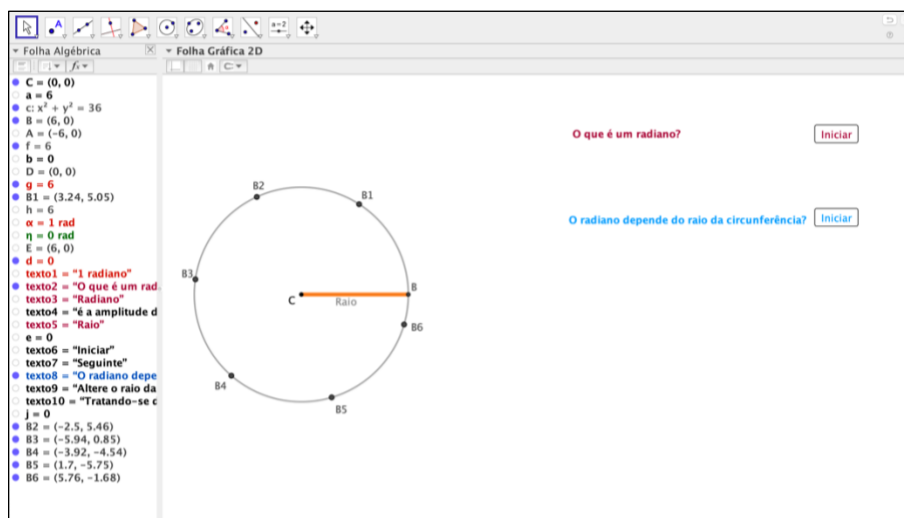 A
a=2
Folha Algébrica
Folha Gráfica 2D
fx
C = (0, 0)
a = 6
c: x² + y² = 36
B = (6, 0)
A = (-6, 0)
f = 6
b = 0
D = (0, 0)
g = 6
B1 = (3.24, 5.05)
h = 6
α = 1 rad
η = 0 rad
E = (6, 0)
d = 0
texto1 = "1 radiano"
texto2 = "O que é um rad
texto3 = "Radiano"
texto4 = "é a amplitude d
texto5 = "Raio"
e = 0
texto6 = "Iniciar"
texto7 = "Seguinte"
texto8 = "O radiano depe
texto9 = "Altere o raio da
texto10 = "Tratando-se d
j = 0
B2 = (-2.5, 5.46)
B3 = (-5.94, 0.85)
B4 = (-3.92, -4.54)
B5 = (1.7, -5.75)
B6 = (5.76, -1.68)
O que é um radiano?
Iniciar
O radiano depende do raio da circunferência?
Iniciar
B2
B1
B3
B
C
Raio
B6
B4
B5